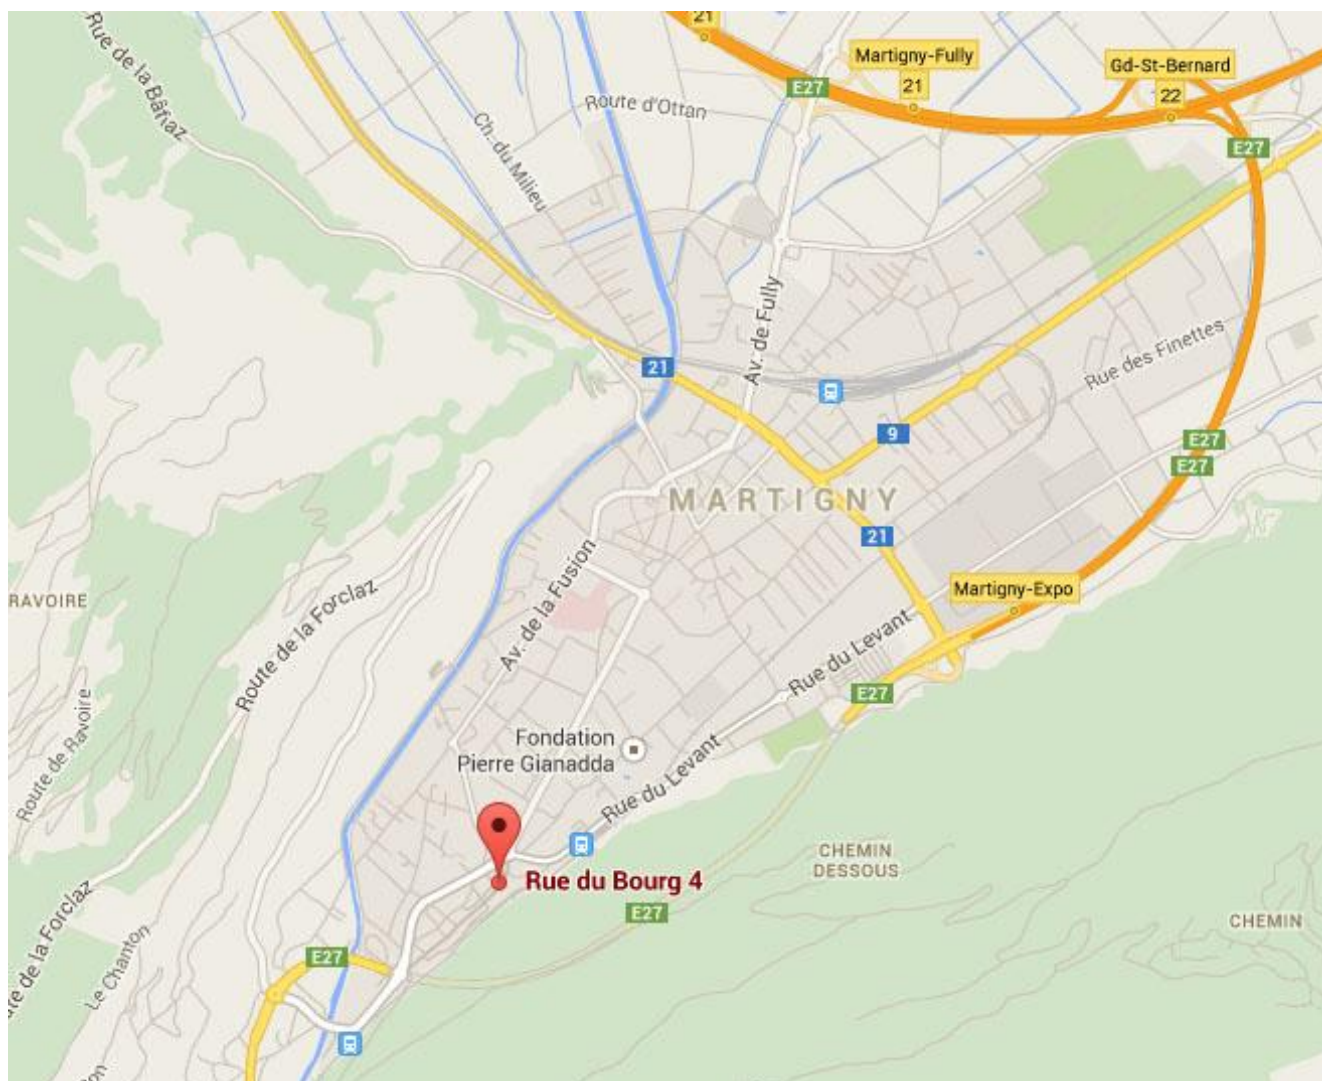 21
Martigny-Fully
21
Gd-St-Bernard
22
E27
E27
Rue de la Bâtiaz
Route d'Ottan
Ch. du Milieu
Av. de Fully
Rue des Finettes
21
9
E27
E27
MARTIGNY
21
Martigny-Expo
RAVOIRE
Route de la Forclaz
Av. de la Fusion
Rue du Levant
E27
Route de Ravoire
Fondation
Pierre Gianadda
Rue du Levant
CHEMIN
DESSOUS
Rue du Bourg 4
E27
CHEMIN
te de la Forclaz
Le Chanton
E27
on